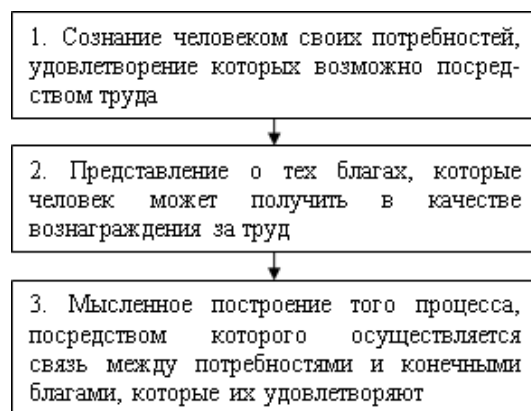 1. Сознание человеком своих потребностей,
удовлетворение которых возможно посред-
ством труда
2. Представление о тех благах, которые
человек может получить в качестве
вознаграждения за труд
3. Мысленное построение того процесса,
посредством которого осуществляется
связь между потребностями и конечными
благами, которые их удовлетворяют